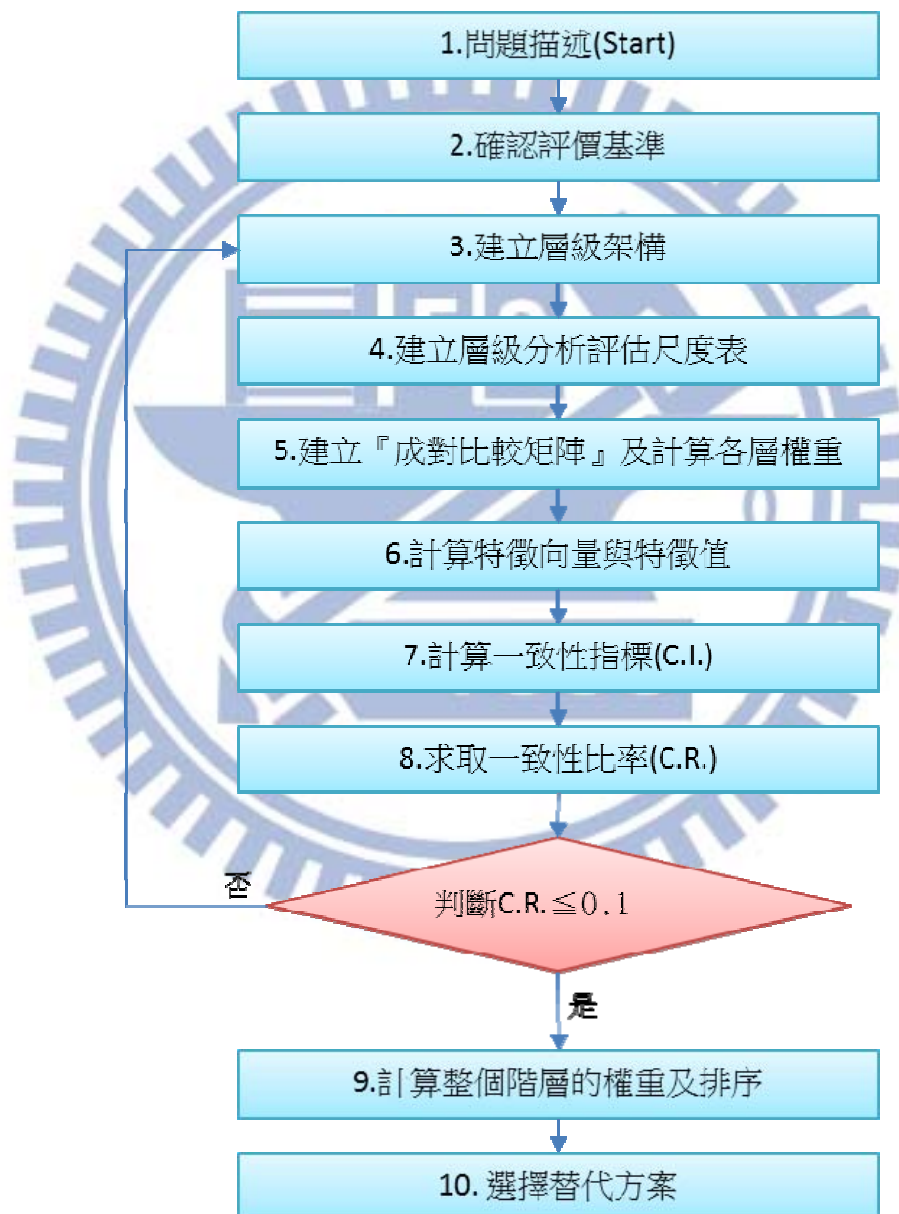 1.問題描述(Start)
2.確認評價基準
3.建立層級架構
4.建立層級分析評估尺度表
5.建立『成對比較矩陣』及計算各層權重
6.計算特徵向量與特徵值
7.計算一致性指標(C.I.)
8.求取一致性比率(C.R.)
判斷C.R.≦0.1
否
是
9.計算整個階層的權重及排序
10. 選擇替代方案